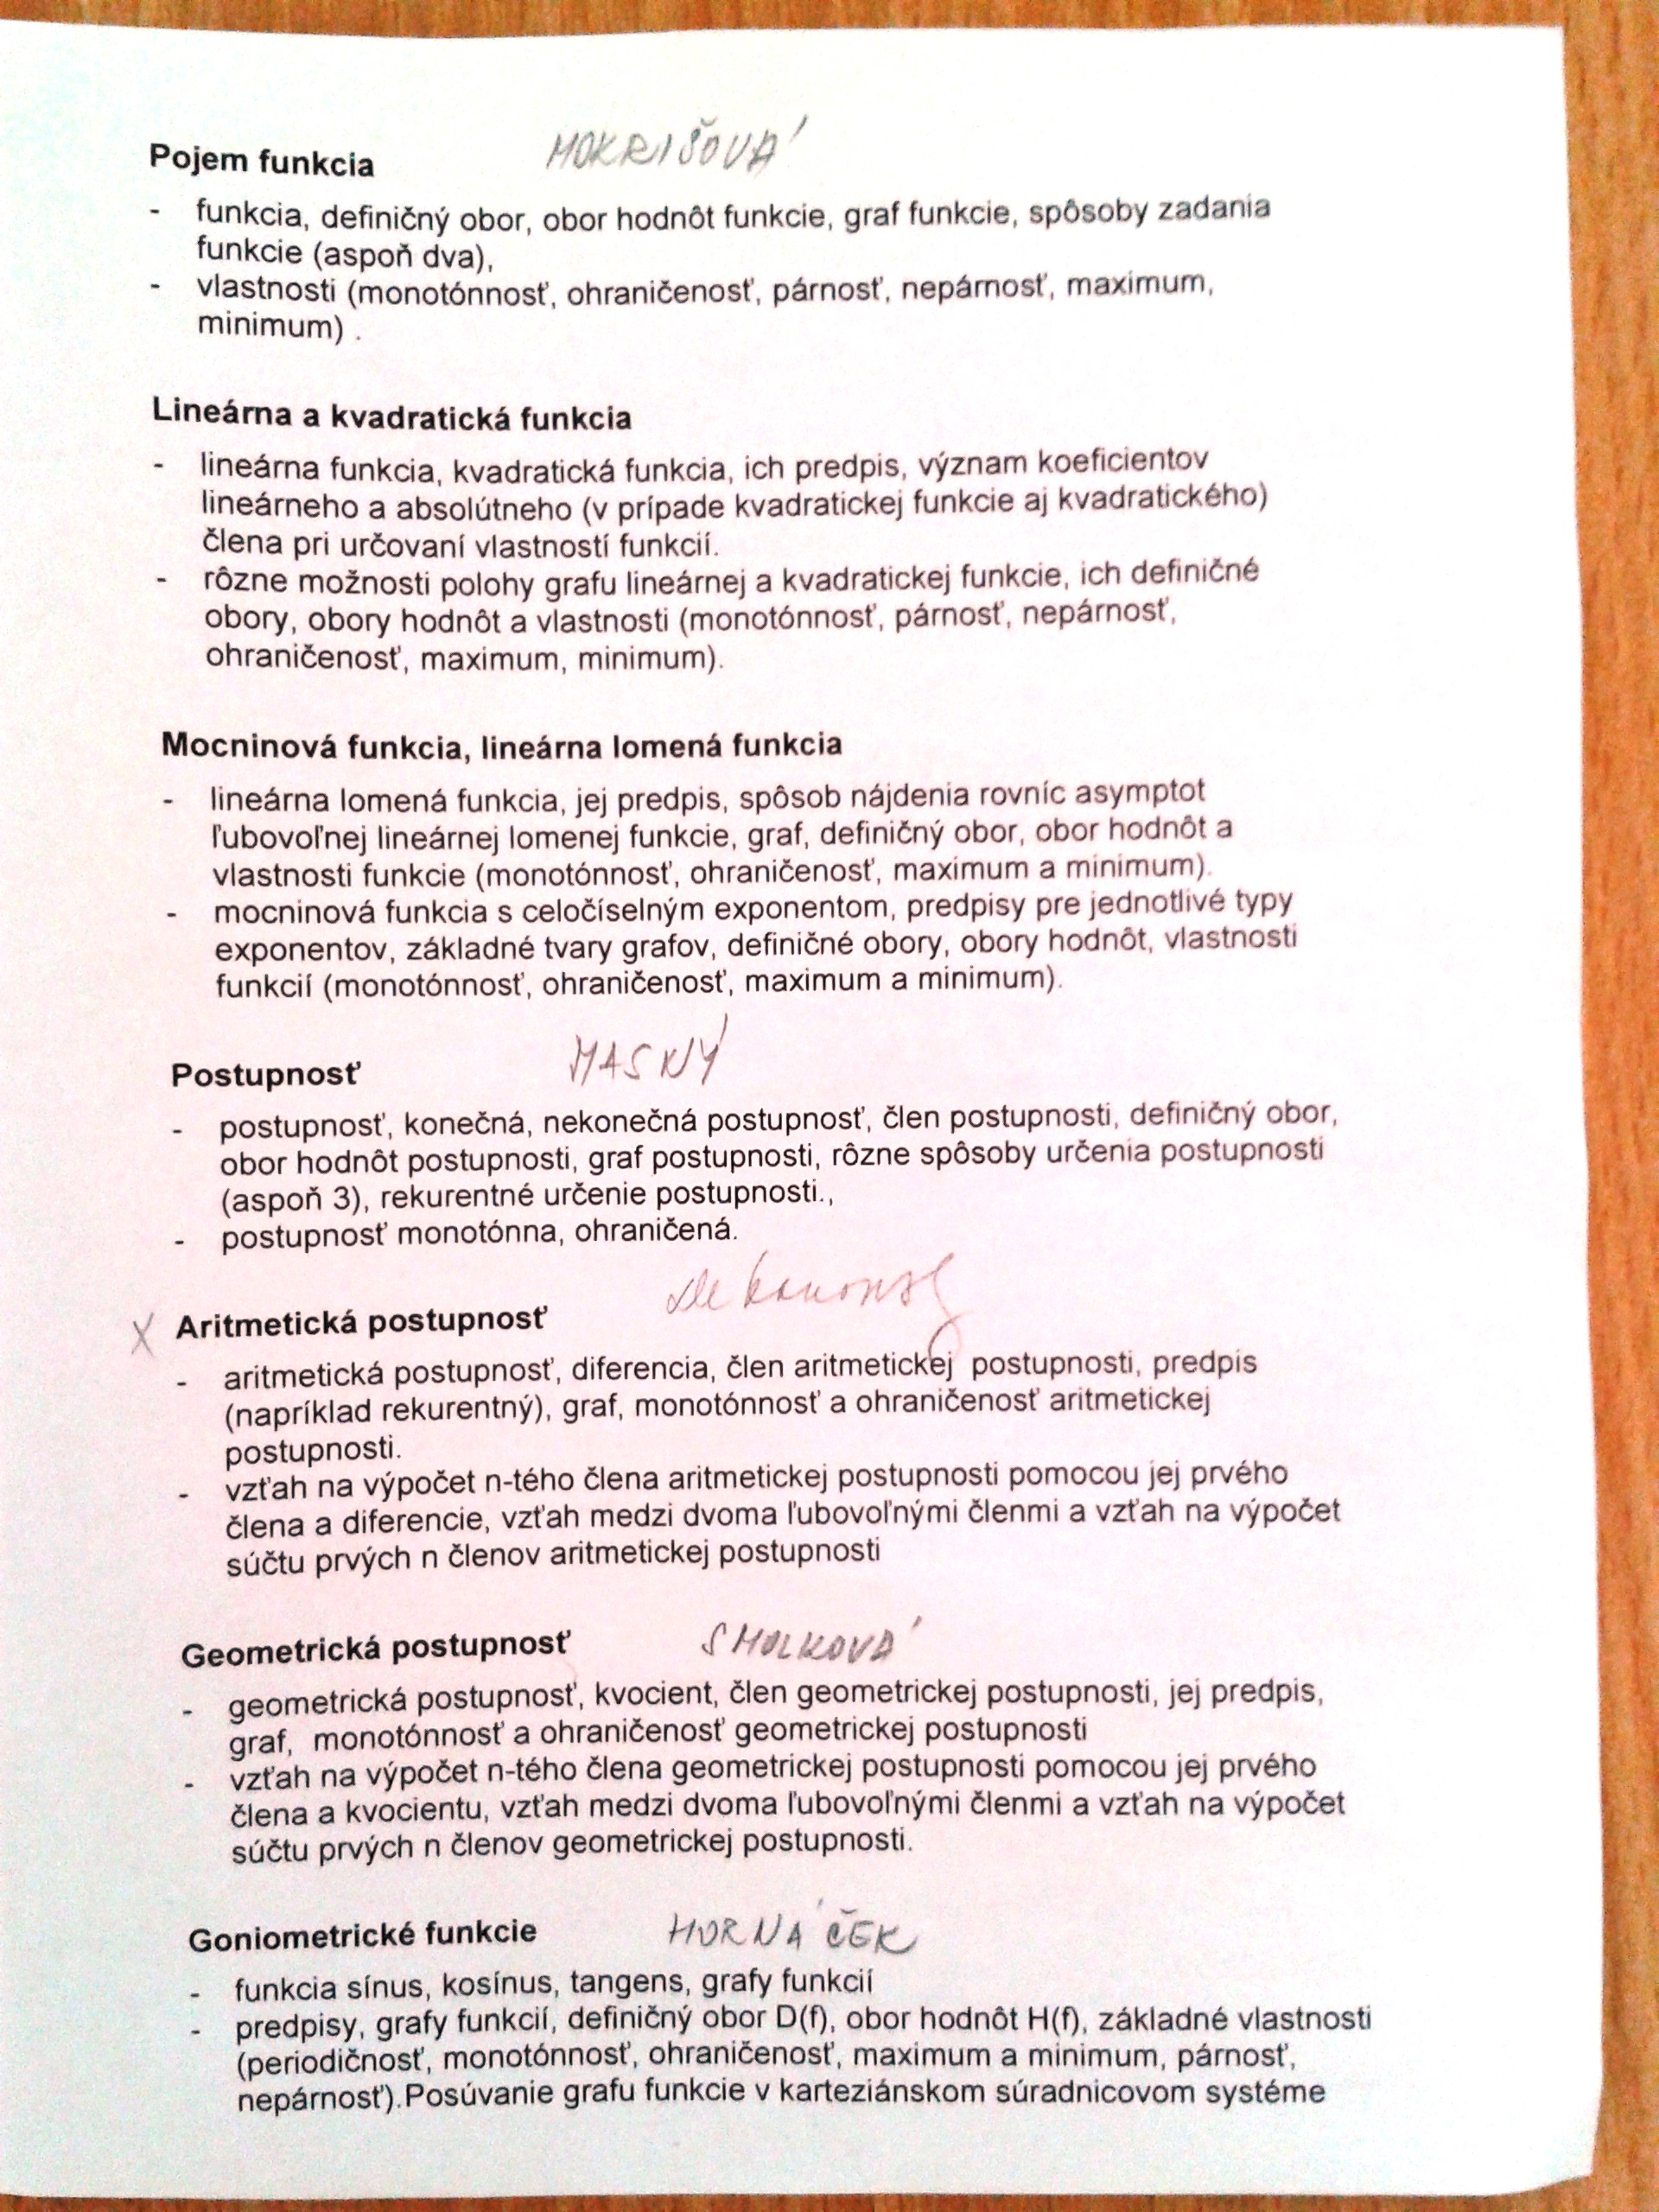 Pojem funkcia MOKRIŠOVÁ
- funkcia, definičný obor, obor hodnôt funkcie, graf funkcie, spôsoby zadania
funkcie (aspoň dva),
- vlastnosti (monotónnosť, ohraničenosť, párnosť, nepárnosť, maximum,
minimum) .
Lineárna a kvadratická funkcia
- lineárna funkcia, kvadratická funkcia, ich predpis, význam koeficientov
lineárneho a absolútneho (v prípade kvadratickej funkcie aj kvadratického)
člena pri určovaní vlastností funkcií.
- rôzne možnosti polohy grafu lineárnej a kvadratickej funkcie, ich definičné
obory, obory hodnôt a vlastnosti (monotónnosť, párnosť, nepárnosť,
ohraničenosť, maximum, minimum).
Mocninová funkcia, lineárna lomená funkcia
- lineárna lomená funkcia, jej predpis, spôsob nájdenia rovníc asymptot
ľubovoľnej lineárnej lomenej funkcie, graf, definičný obor, obor hodnôt a
vlastnosti funkcie (monotónnosť, ohraničenosť, maximum a minimum).
- mocninová funkcia s celočíselným exponentom, predpisy pre jednotlivé typy
exponentov, základné tvary grafov, definičné obory, obory hodnôt, vlastnosti
funkcií (monotónnosť, ohraničenosť, maximum a minimum).
Postupnosť MASNÝ
- postupnosť, konečná, nekonečná postupnosť, člen postupnosti, definičný obor,
obor hodnôt postupnosti, graf postupnosti, rôzne spôsoby určenia postupnosti
(aspoň 3), rekurentné určenie postupnosti.,
- postupnosť monotónna, ohraničená.
X Aritmetická postupnosť
- aritmetická postupnosť, diferencia, člen aritmetickej postupnosti, predpis
(napríklad rekurentný), graf, monotónnosť a ohraničenosť aritmetickej
postupnosti.
- vzťah na výpočet n-tého člena aritmetickej postupnosti pomocou jej prvého
člena a diferencie, vzťah medzi dvoma ľubovoľnými členmi a vzťah na výpočet
súčtu prvých n členov aritmetickej postupnosti
Geometrická postupnosť SMOLKOVÁ
- geometrická postupnosť, kvocient, člen geometrickej postupnosti, jej predpis,
graf, monotónnosť a ohraničenosť geometrickej postupnosti
- vzťah na výpočet n-tého člena geometrickej postupnosti pomocou jej prvého
člena a kvocientu, vzťah medzi dvoma ľubovoľnými členmi a vzťah na výpočet
súčtu prvých n členov geometrickej postupnosti.
Goniometrické funkcie HORNÁČEK
- funkcia sínus, kosínus, tangens, grafy funkcií
- predpisy, grafy funkcií, definičný obor D(f), obor hodnôt H(f), základné vlastnosti
(periodičnosť, monotónnosť, ohraničenosť, maximum a minimum, párnosť,
nepárnosť).Posúvanie grafu funkcie v karteziánskom súradnicovom systéme